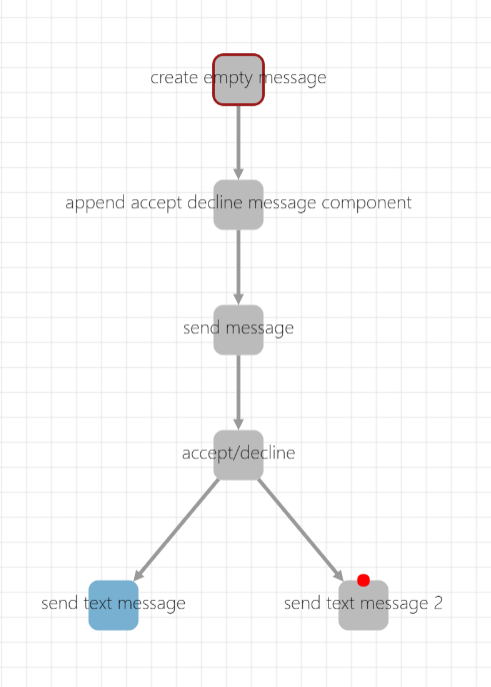 create empty message
append accept decline message component
send message
accept/decline
send text message
send text message 2